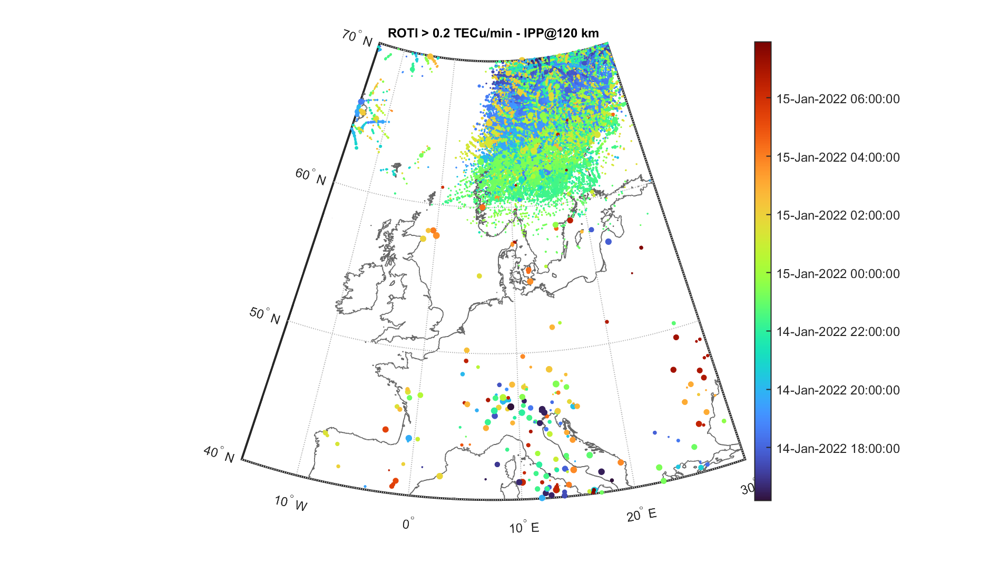 ROTI > 0.2 TECu/min - IPP@120 km
70° N
60° N
50° N
40° N
10° W
0°
10° E
20° E
30°
15-Jan-2022 06:00:00
15-Jan-2022 04:00:00
15-Jan-2022 02:00:00
15-Jan-2022 00:00:00
14-Jan-2022 22:00:00
14-Jan-2022 20:00:00
14-Jan-2022 18:00:00